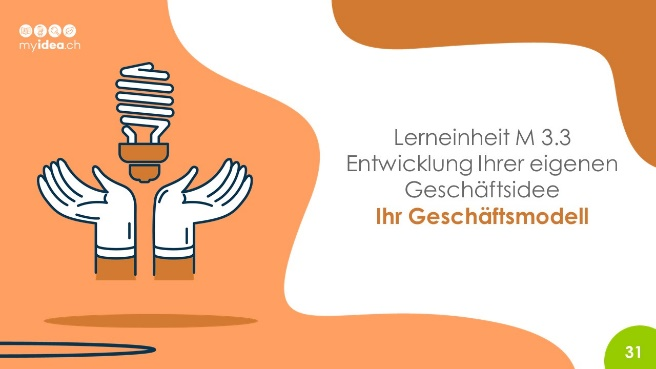 myidea.ch
Lerneinheit M 3.3
Entwicklung Ihrer eigenen
Geschäftsidee
Ihr Geschäftsmodell
31